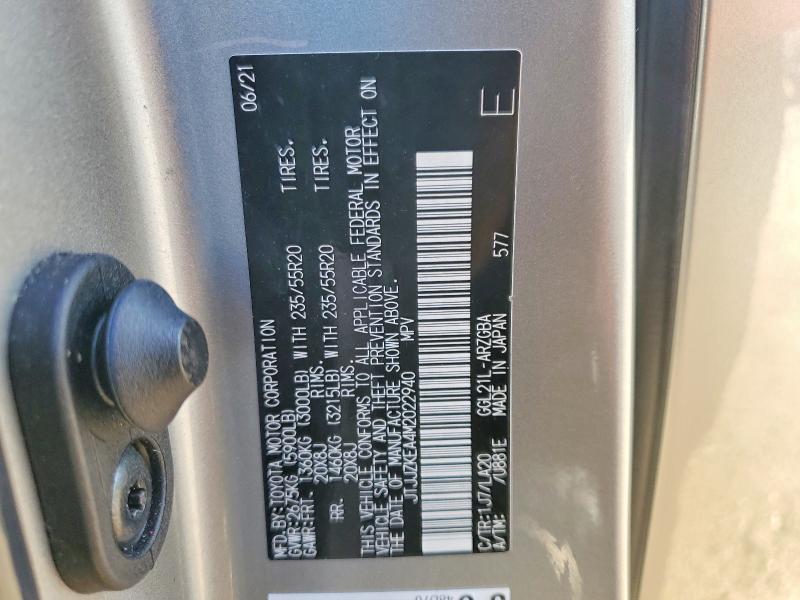 MFD.BY:TOYOTA MOTOR CORPORATION 06/21
GVWR:2675KG (5900LB)
GAWR:FRT. 1360KG (3000LB) WITH 235/55R20 TIRES.
20X8J RIMS.
RR. 1460KG (3215LB) WITH 235/55R20 TIRES.
20X8J RIMS.
THIS VEHICLE CONFORMS TO ALL APPLICABLE FEDERAL MOTOR
VEHICLE SAFETY AND THEFT PREVENTION STANDARDS IN EFFECT ON
THE DATE OF MANUFACTURE SHOWN ABOVE.
JTJJZKEA4M2022940 MPV
C/TR:1J7/LA20 GGL21L-ARZGBA
A/TM: /U881E MADE IN JAPAN 577 E